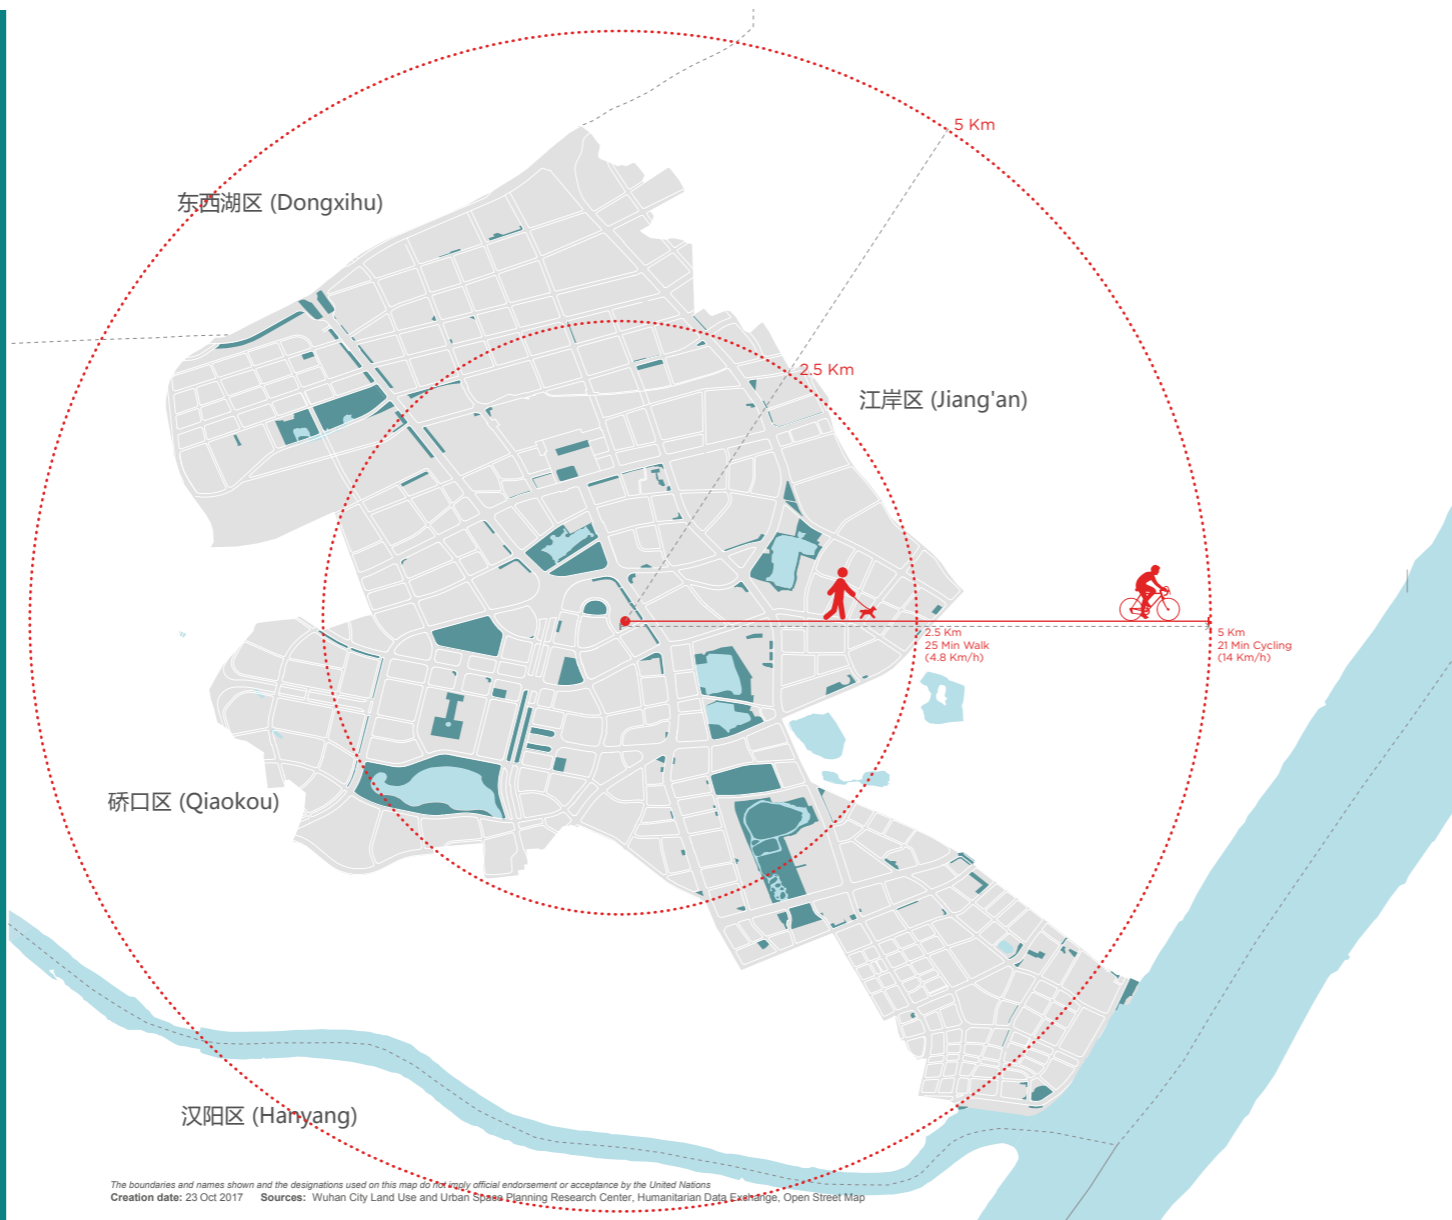 5 Km
东西湖区 (Dongxihu)
2.5 Km
江岸区 (Jiang'an)
2.5 Km
25 Min Walk
(4.8 Km/h)
5 Km
21 Min Cycling
(14 Km/h)
硚口区 (Qiaokou)
汉阳区 (Hanyang)
The boundaries and names shown and the designations used on this map do not imply official endorsement or acceptance by the United Nations
Creation date: 23 Oct 2017 Sources: Wuhan City Land Use and Urban Space Planning Research Center, Humanitarian Data Exchange, Open Street Map